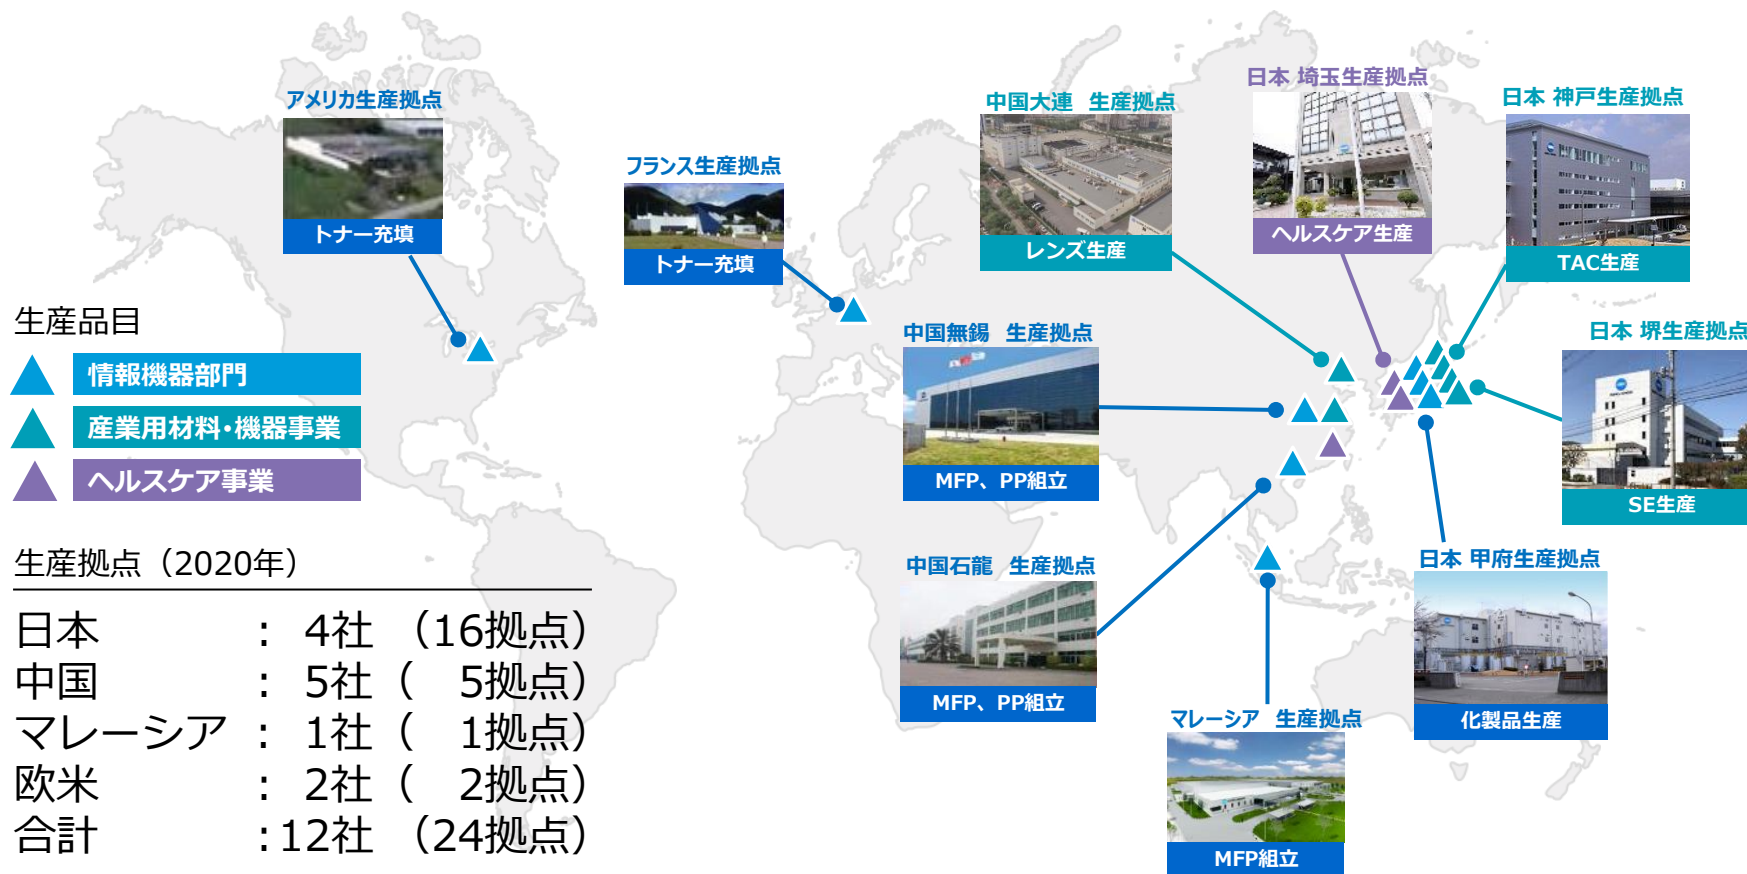 アメリカ生産拠点
トナー充填
フランス生産拠点
トナー充填
中国大連 生産拠点
レンズ生産
日本 埼玉生産拠点
ヘルスケア生産
日本 神戸生産拠点
TAC生産
中国無錫 生産拠点
MFP、PP組立
日本 堺生産拠点
SE生産
中国石龍 生産拠点
MFP、PP組立
日本 甲府生産拠点
化製品生産
マレーシア 生産拠点
MFP組立
生産品目
情報機器部門
産業用材料・機器事業
ヘルスケア事業
生産拠点（2020年）
日本 : 4社 （16拠点）
中国 : 5社 （ 5拠点）
マレーシア : 1社 （ 1拠点）
欧米 : 2社 （ 2拠点）
合計 :12社 （24拠点）